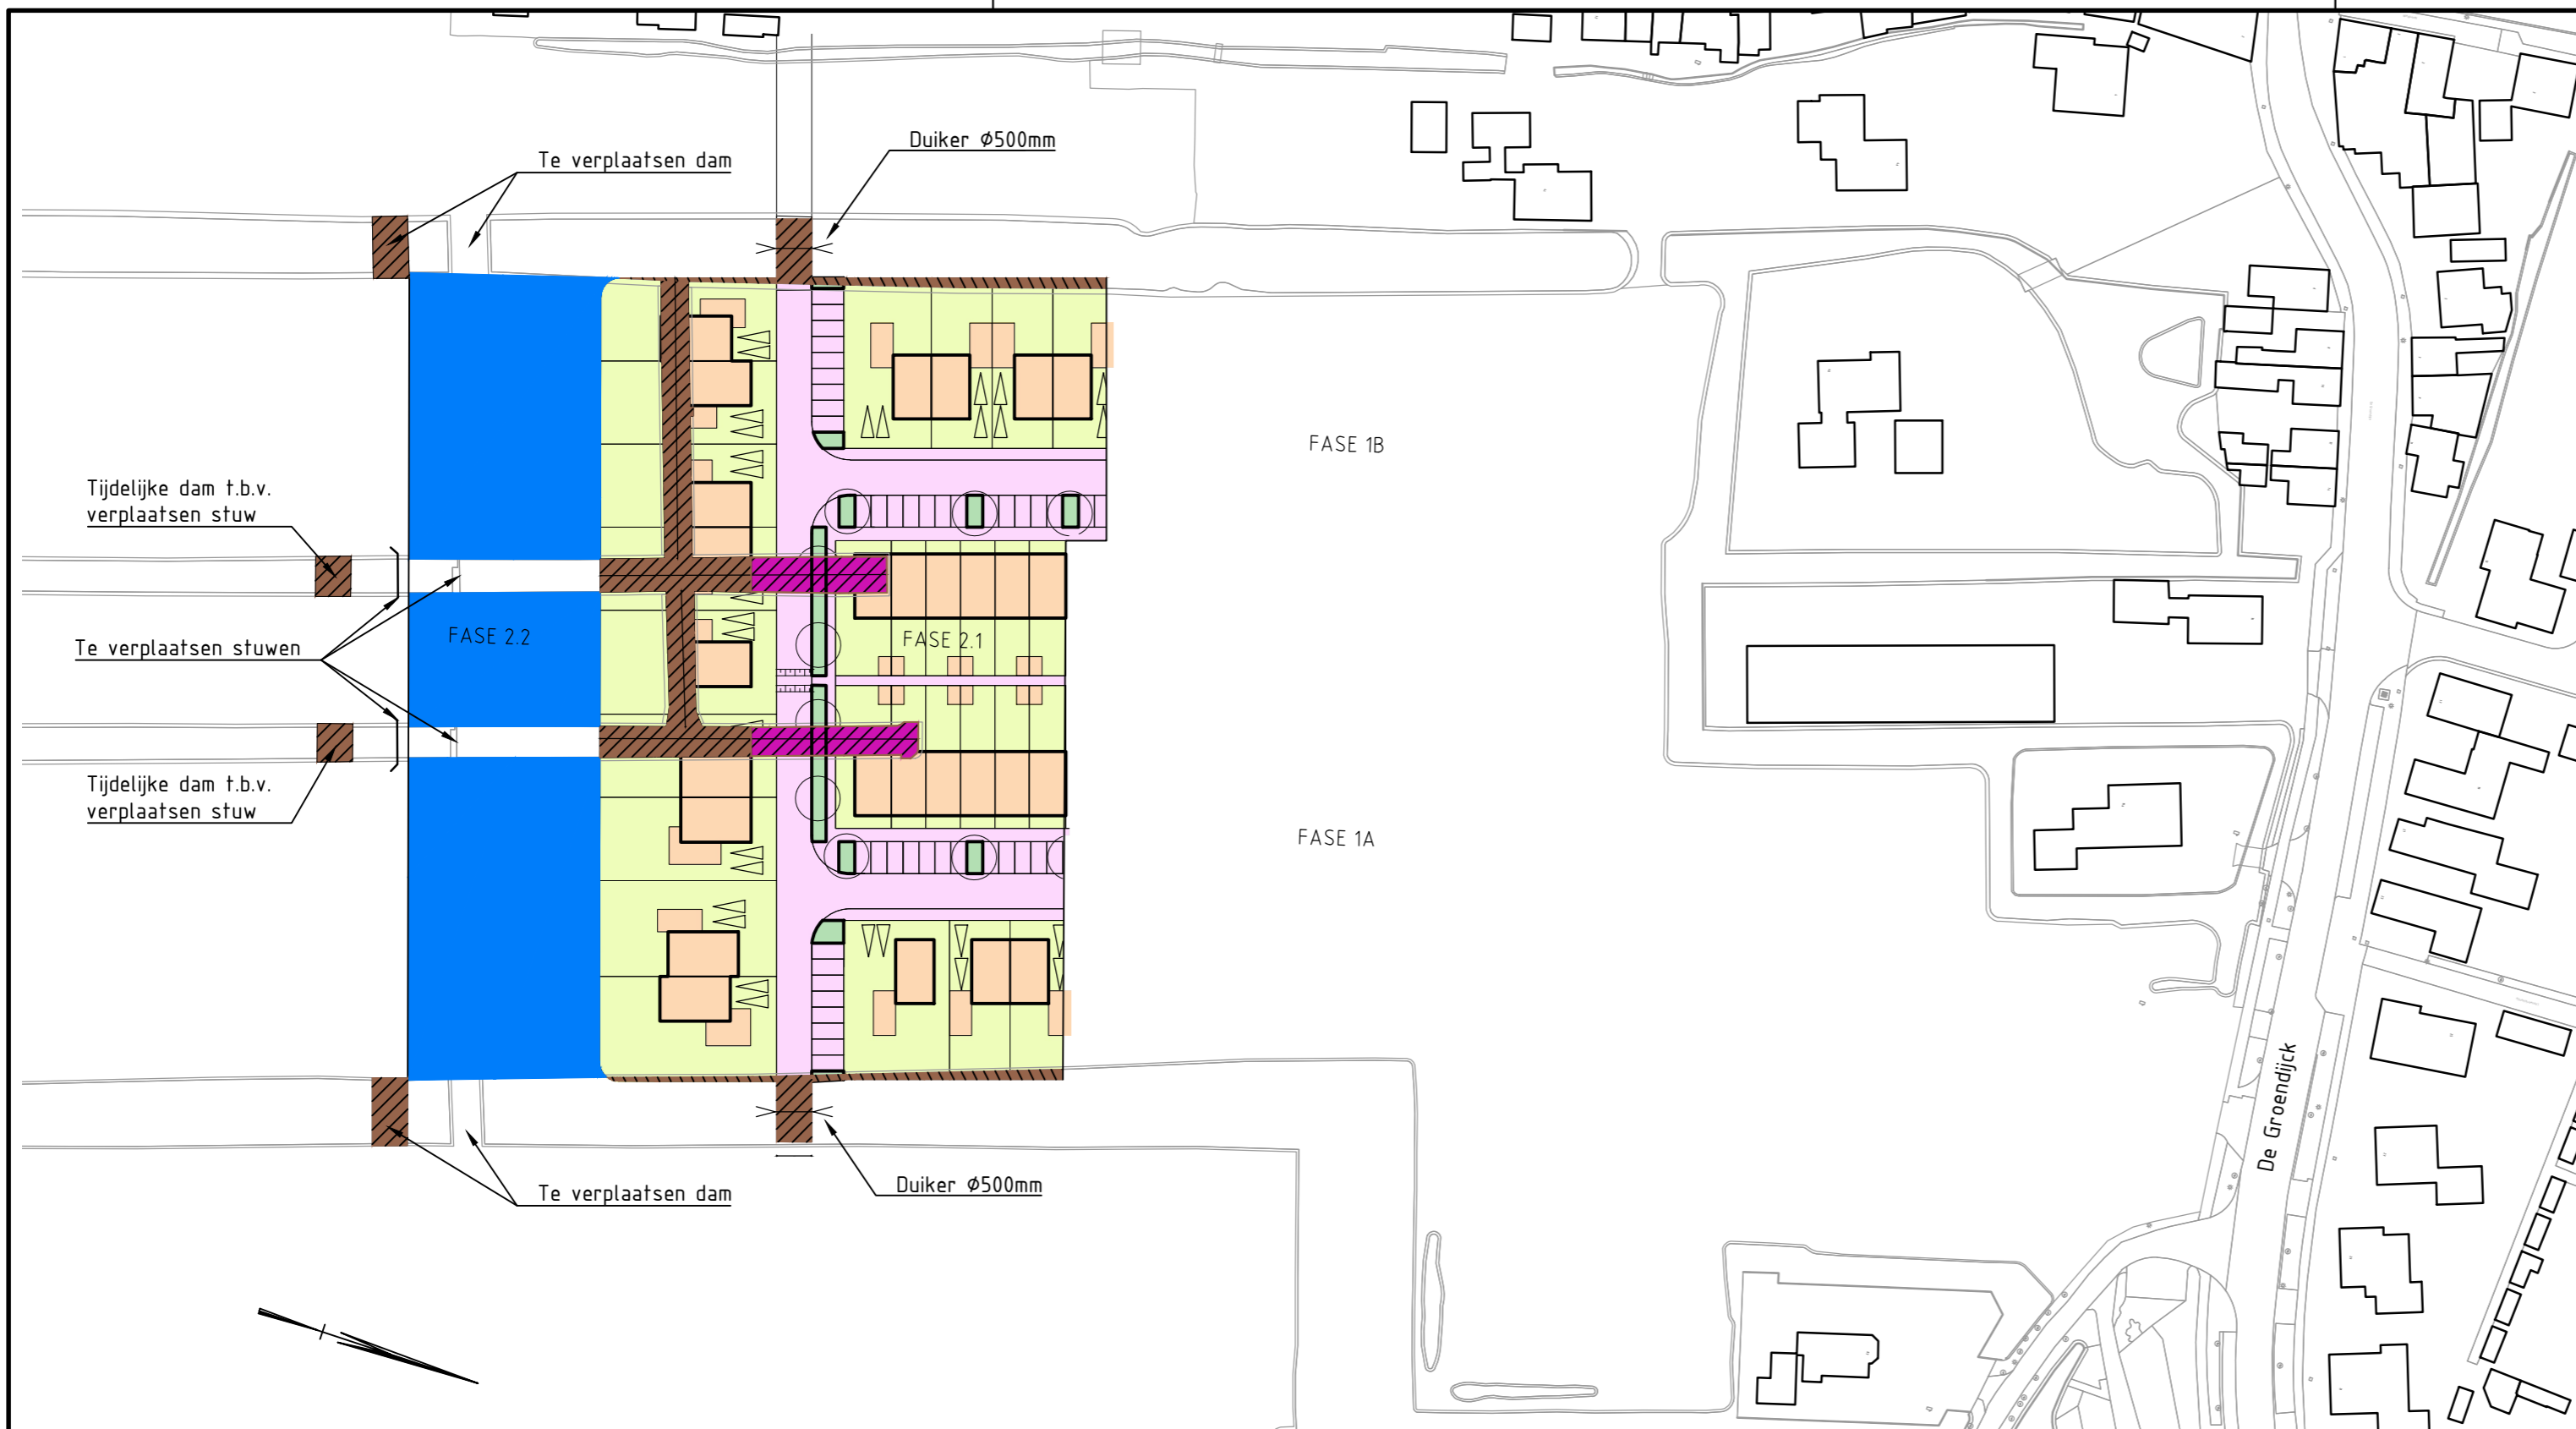 Te verplaatsen dam
Duiker Ø500mm
FASE 1B
Tijdelijke dam t.b.v.
verplaatsen stuw
Te verplaatsen stuwen
FASE 2.2
FASE 2.1
Tijdelijke dam t.b.v.
verplaatsen stuw
FASE 1A
De Groendijck
Te verplaatsen dam
Duiker Ø500mm